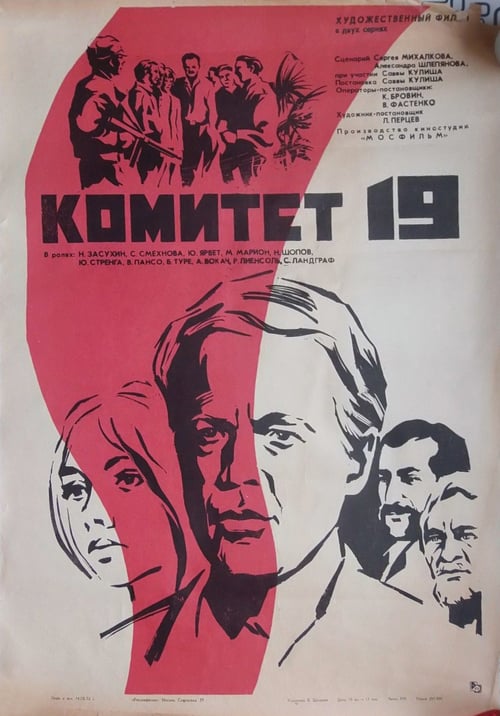 ХУДОЖЕСТВЕННЫЙ ФИЛ
в двух сериях
Сценарий Сергея МИХАЛКОВА,
Александра ШЛЕПЯНОВА,
при участии Саввы КУЛИША
Постановка Саввы КУЛИША
Операторы-постановщики:
К. БРОВИН,
В. ФАСТЕНКО
Художник-постановщик
Л. ПЕРЦЕВ
Производство киностудии
"МОСФИЛЬМ"
КОМИТЕТ 19
В ролях: Н. ЗАСУХИН, С. СМЕХНОВА, Ю. ЯРВЕТ, М. МАРИОН, Н. ЩОПОВ,
Ю. СТРЕНГА, В. ПАНСО, Б. ТУРЕ, А. ВОКАЧ, Р. ЛИЕНСОЛЬ, С. ЛАНДГРАФ